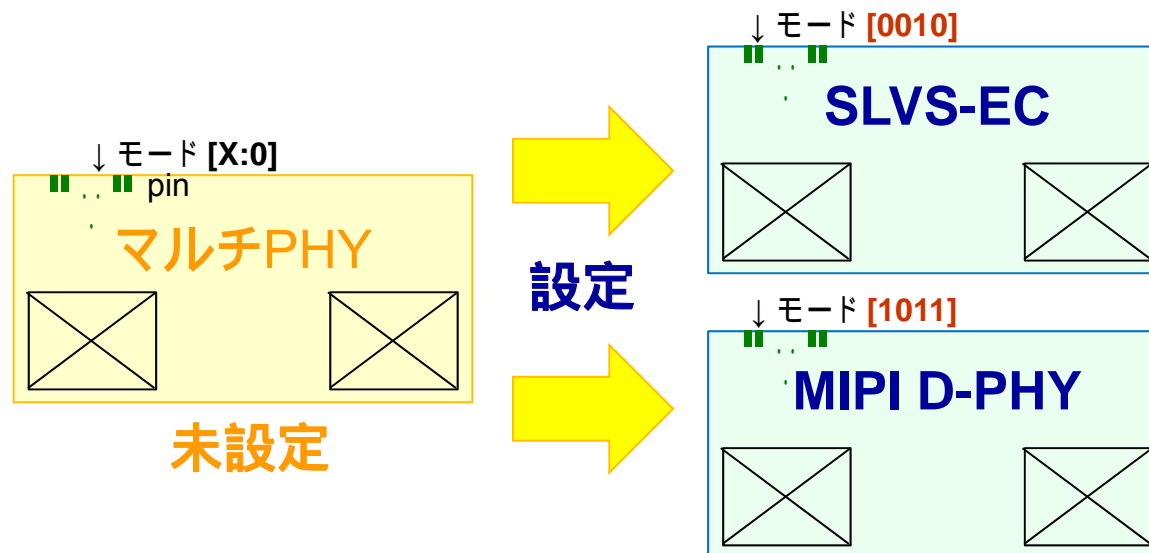 ↓ モード [X:0]
pin
マルチPHY
未設定
設定
↓ モード [0010]
SLVS-EC
↓ モード [1011]
MIPI D-PHY